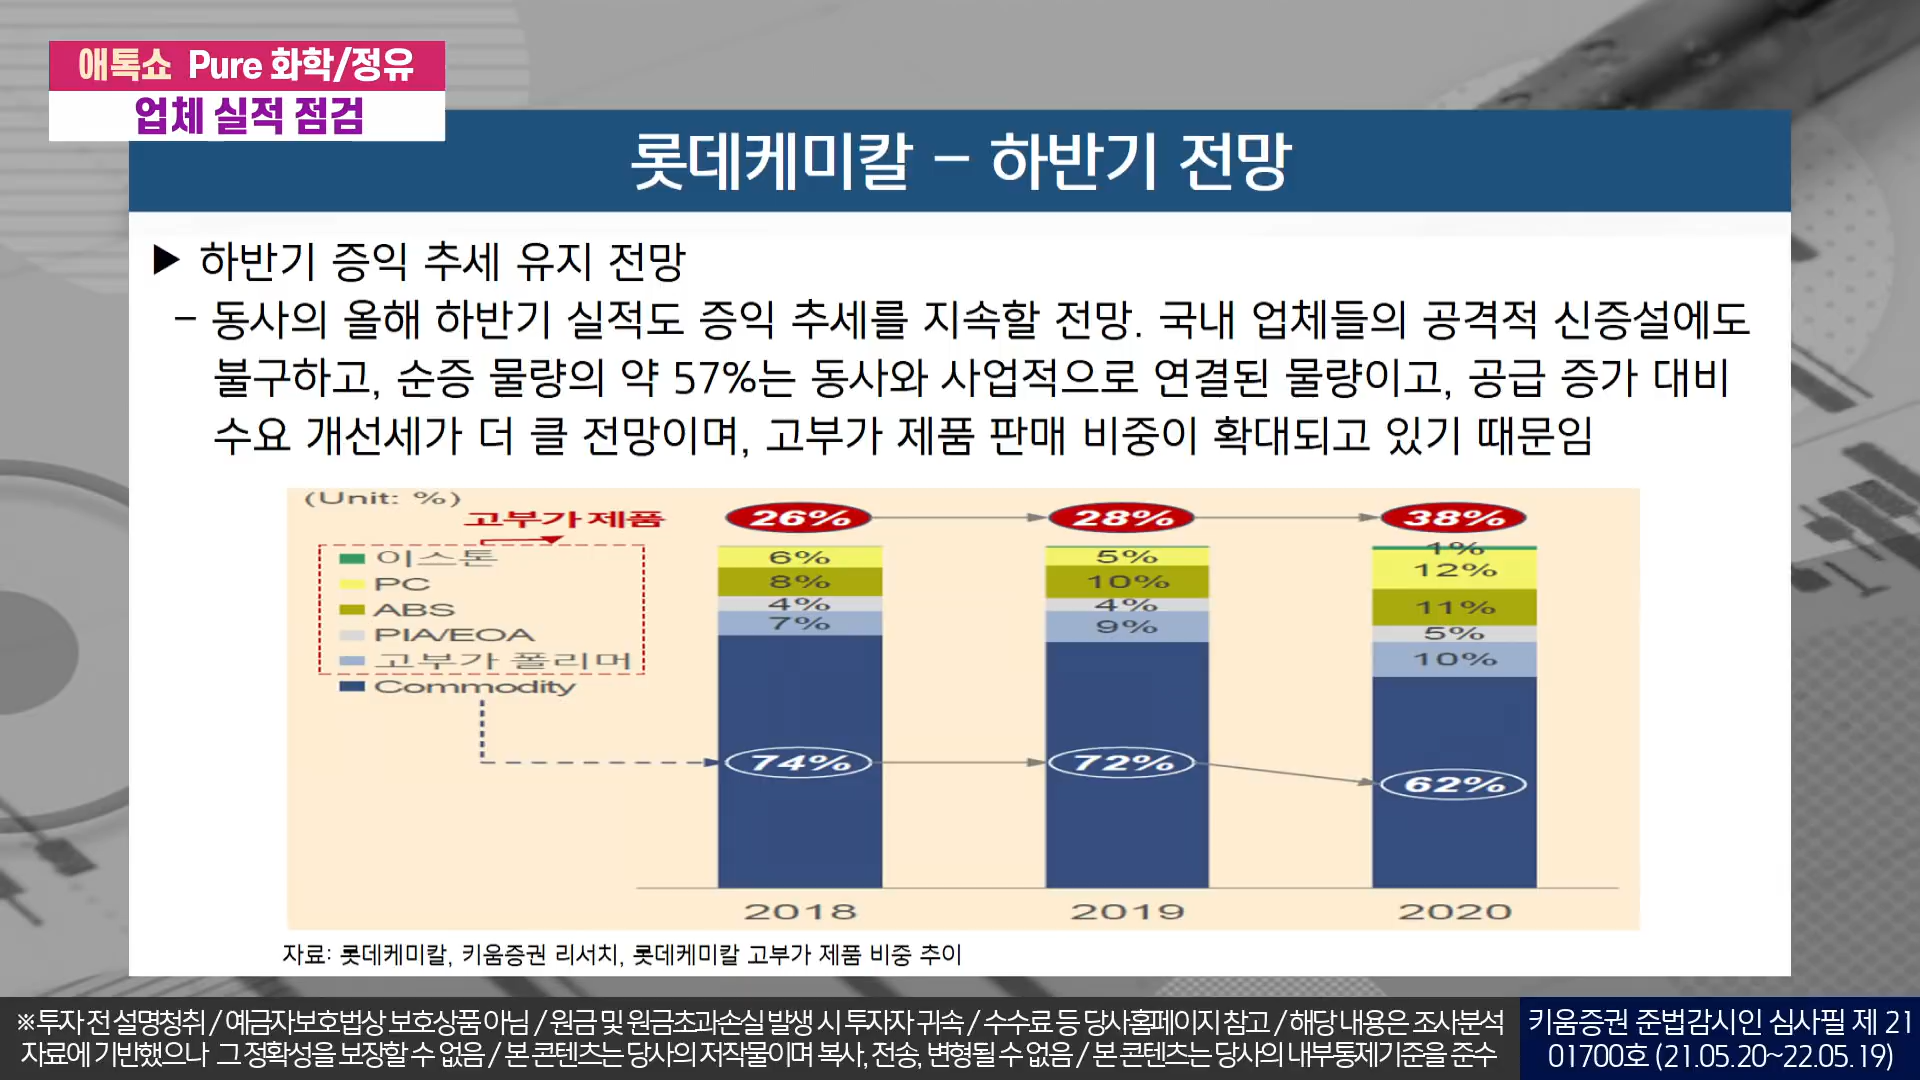 애톡쇼 Pure 화학/정유
업체 실적 점검
롯데케미칼 – 하반기 전망
▶ 하반기 증익 추세 유지 전망
– 동사의 올해 하반기 실적도 증익 추세를 지속할 전망. 국내 업체들의 공격적 신증설에도
불구하고, 순증 물량의 약 57%는 동사와 사업적으로 연결된 물량이고, 공급 증가 대비
수요 개선세가 더 클 전망이며, 고부가 제품 판매 비중이 확대되고 있기 때문임
(Unit: %)
고부가 제품
이스톤
PC
ABS
PIA/EOA
고부가 폴리머
Commodity
26% 28% 38%
1%
6% 5% 12%
8% 10% 11%
4% 4% 5%
7% 9% 10%
74% 72% 62%
2018 2019 2020
자료: 롯데케미칼, 키움증권 리서치, 롯데케미칼 고부가 제품 비중 추이
※투자 전 설명청취 / 예금자보호법상 보호상품 아님 / 원금 및 원금초과손실 발생 시 투자자 귀속 / 수수료 등 당사홈페이지 참고 / 해당 내용은 조사분석
자료에 기반했으나 그 정확성을 보장할 수 없음 / 본 콘텐츠는 당사의 저작물이며 복사, 전송, 변형될 수 없음 / 본 콘텐츠는 당사의 내부통제기준을 준수
키움증권 준법감시인 심사필 제 21
01700호 (21.05.20~22.05.19)